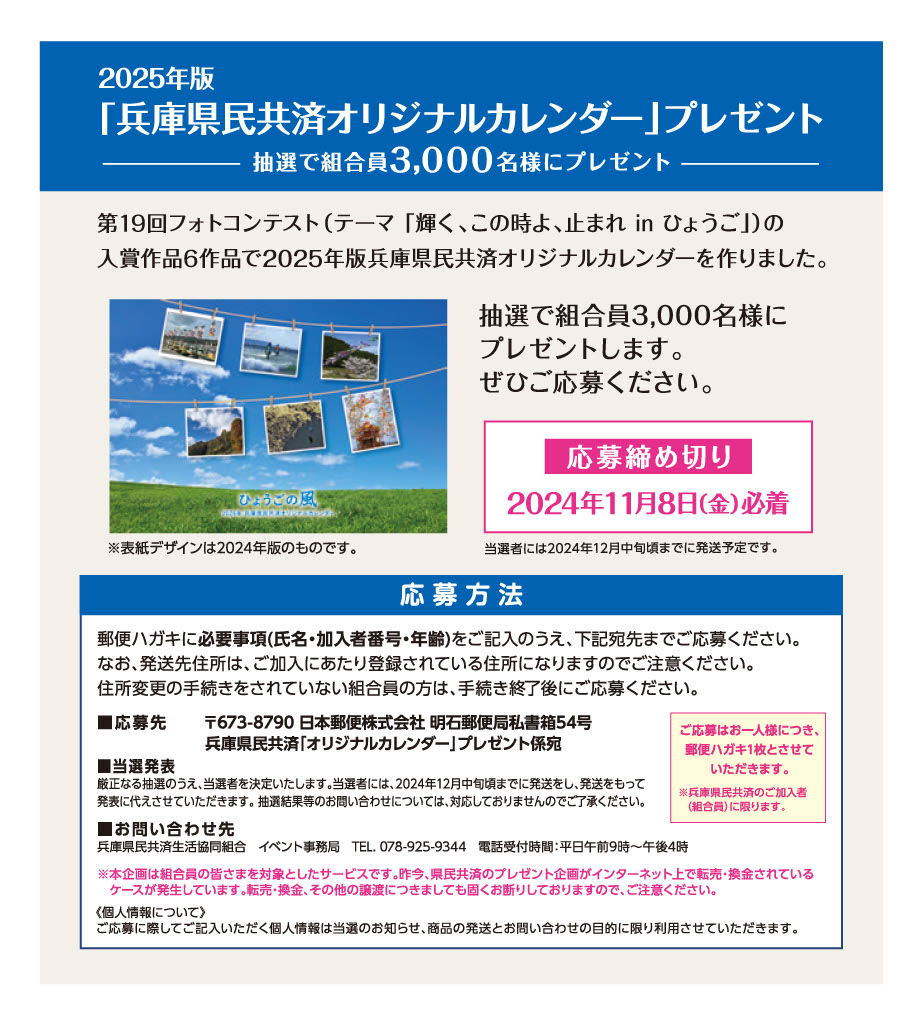 2025年版
「兵庫県民共済オリジナルカレンダー」プレゼント
抽選で組合員3,000名様にプレゼント
第19回フォトコンテスト（テーマ「輝く、この時よ、止まれ in ひょうご」）の
入賞作品6作品で2025年版兵庫県民共済オリジナルカレンダーを作りました。
ひょうごの風
2024年 兵庫県民共済オリジナルカレンダー
※表紙デザインは2024年版のものです。
抽選で組合員3,000名様に
プレゼントします。
ぜひご応募ください。
応募締め切り
2024年11月8日(金)必着
当選者には2024年12月中旬頃までに発送予定です。
応募方法
郵便ハガキに必要事項(氏名・加入者番号・年齢)をご記入のうえ、下記宛先までご応募ください。
なお、発送先住所は、ご加入にあたり登録されている住所になりますのでご注意ください。
住所変更の手続きをされていない組合員の方は、手続き終了後にご応募ください。
■応募先 〒673-8790 日本郵便株式会社 明石郵便局私書箱54号
兵庫県民共済「オリジナルカレンダー」プレゼント係宛
■当選発表
厳正なる抽選のうえ、当選者を決定いたします。当選者には、2024年12月中旬頃までに発送をし、発送をもって
発表に代えさせていただきます。抽選結果等のお問い合わせについては、対応しておりませんのでご了承ください。
ご応募はお一人様につき、
郵便ハガキ1枚とさせて
いただきます。
※兵庫県民共済のご加入者
（組合員）に限ります。
■お問い合わせ先
兵庫県民共済生活協同組合 イベント事務局 TEL. 078-925-9344 電話受付時間：平日午前9時〜午後4時
※本企画は組合員の皆さまを対象としたサービスです。昨今、県民共済のプレゼント企画がインターネット上で転売・換金されている
ケースが発生しています。転売・換金、その他の譲渡につきましても固くお断りしておりますので、ご注意ください。
《個人情報について》
ご応募に際してご記入いただく個人情報は当選のお知らせ、商品の発送とお問い合わせの目的に限り利用させていただきます。